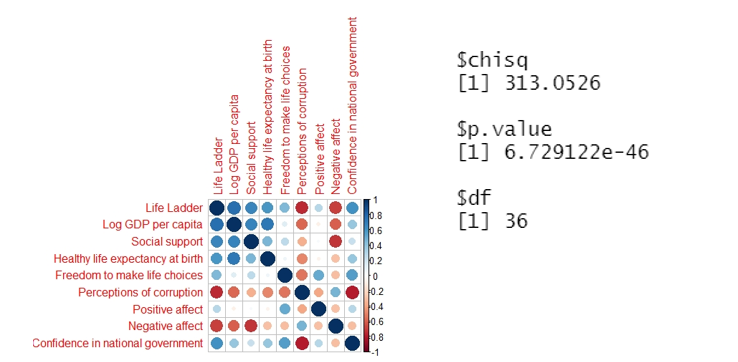 Life Ladder
Log GDP per capita
Social support
Healthy life expectancy at birth
Freedom to make life choices
Perceptions of corruption
Positive affect
Negative affect
Confidence in national government
Life Ladder
Log GDP per capita
Social support
Healthy life expectancy at birth
Freedom to make life choices
Perceptions of corruption
Positive affect
Negative affect
Confidence in national government
1
0.8
0.6
0.4
0.2
0
0.2
0.4
0.6
0.8
-1
$chisq
[1] 313.0526
$p.value
[1] 6.729122e-46
$df
[1] 36